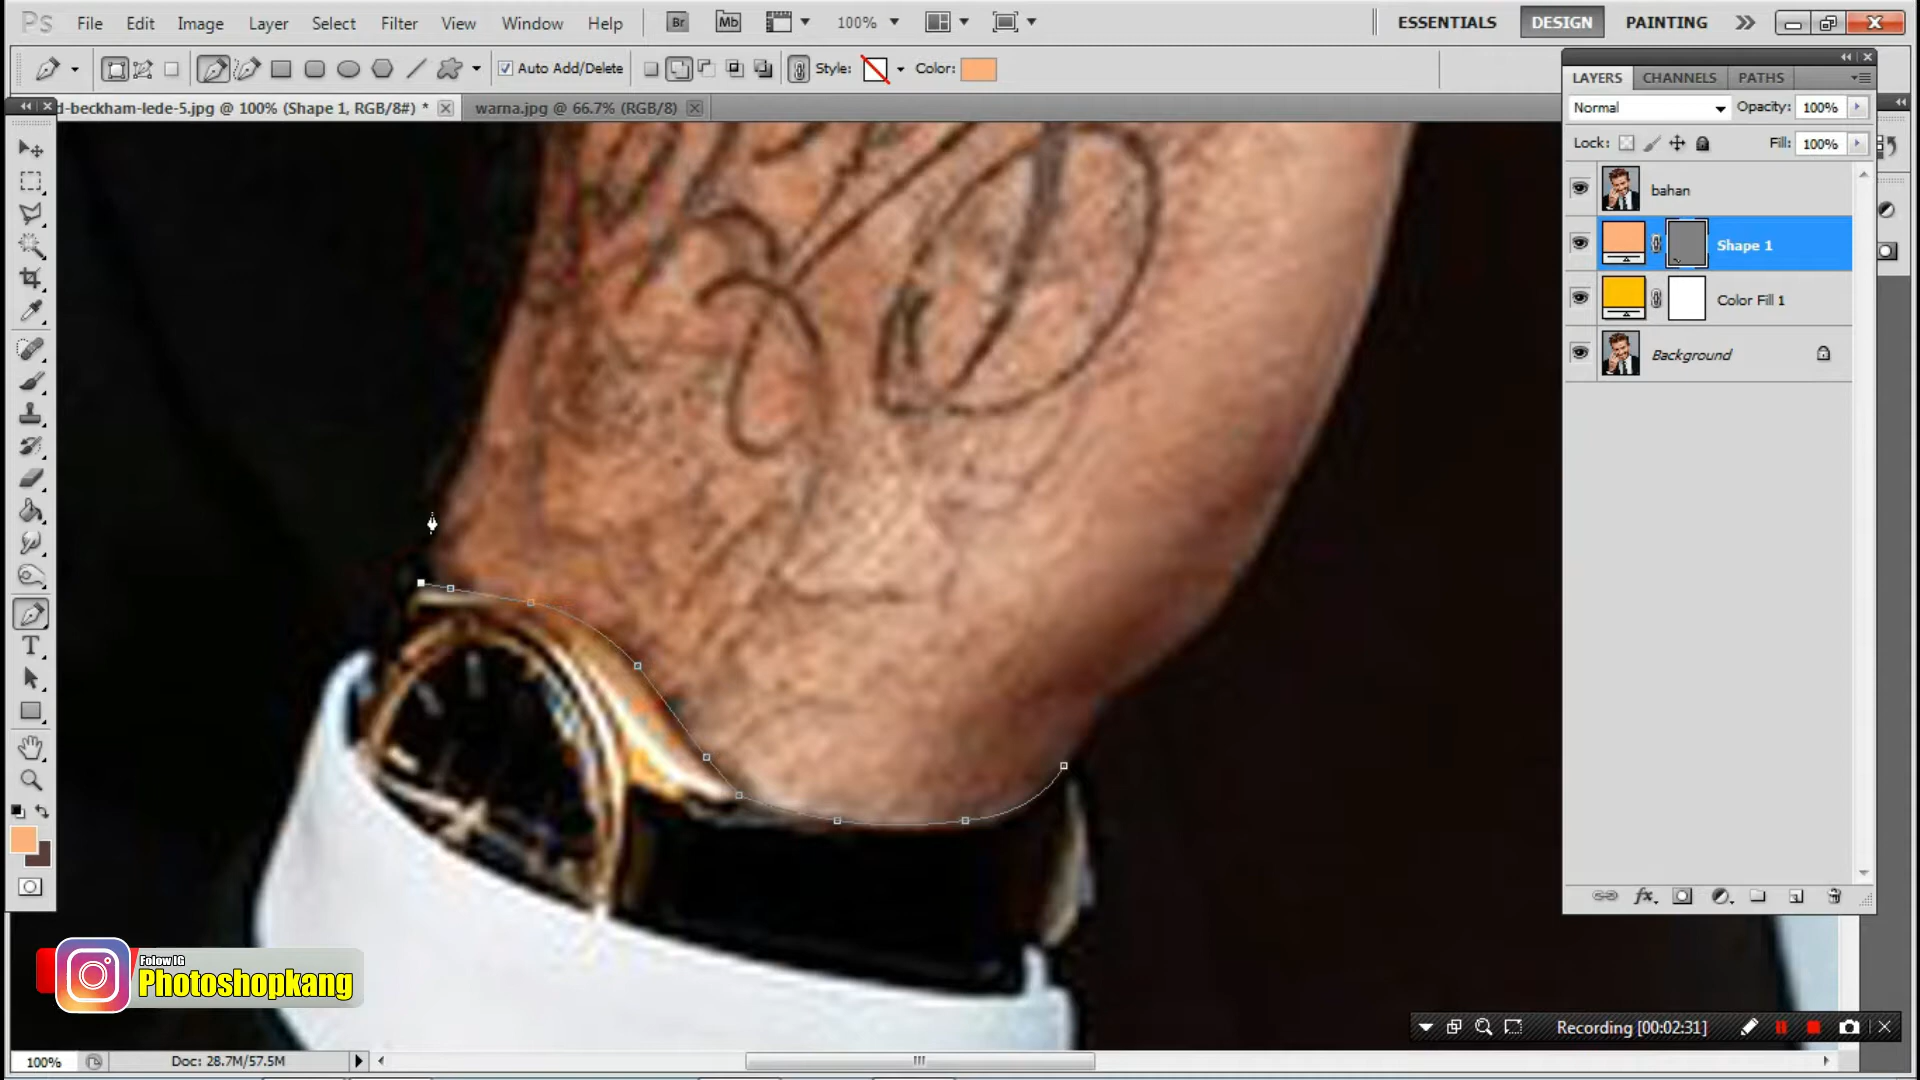 Ps File Edit Image Layer Select Filter View Window Help Br Mb 100% ESSENTIALS DESIGN PAINTING
Auto Add/Delete Style: Color:
d-beckham-lede-5.jpg @ 100% (Shape 1, RGB/8#) * warna.jpg @ 66.7% (RGB/8)
LAYERS CHANNELS PATHS
Normal Opacity: 100%
Lock: Fill: 100%
bahan
Shape 1
Color Fill 1
Background
T
fx
Folow IG
Photoshopkang
Recording [00:02:31]
100% Doc: 28.7M/57.5M